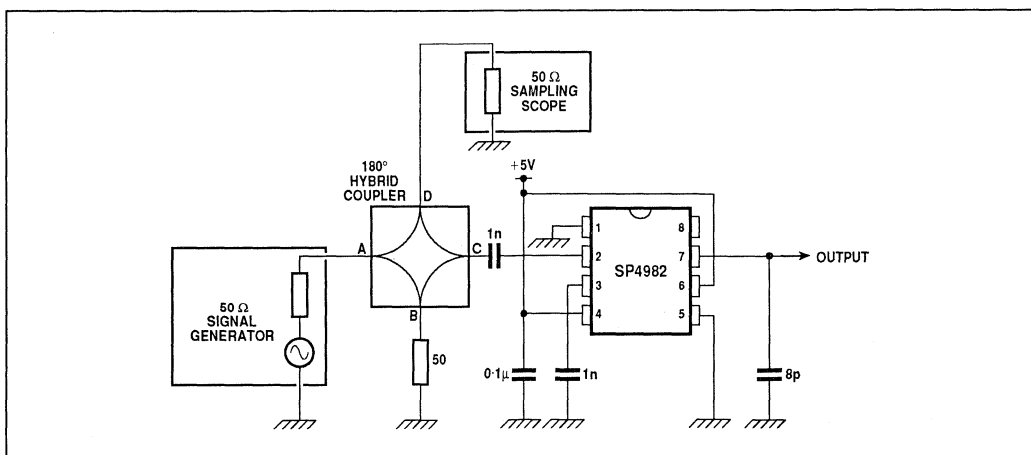 50 Ω
SAMPLING
SCOPE
180°
HYBRID
COUPLER
D
A
C
B
50 Ω
SIGNAL
GENERATOR
50
1n
+5V
SP4982
1
2
3
4
8
7
6
5
OUTPUT
0·1µ
1n
8p